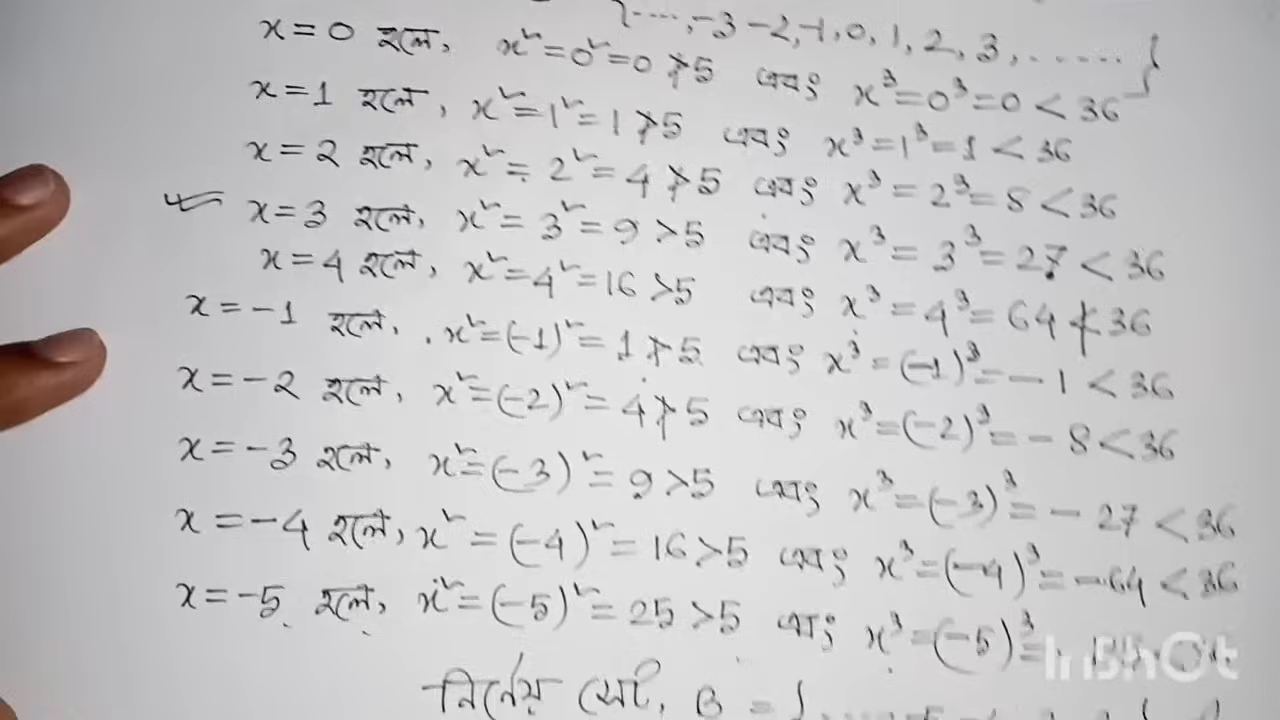 {....,-3-2,-1,0,1,2,3,......}
x=0 হলে, x²=0²=0≯5 এবং x³=0³=0<36
x=1 হলে, x²=1²=1≯5 এবং x³=1³=1<36
x=2 হলে, x²=2²=4≯5 এবং x³=2³=8<36
x=3 হলে, x²=3²=9>5 এবং x³=3³=27<36
x=4 হলে, x²=4²=16>5 এবং x³=4³=64≮36
x=-1 হলে, x²=(-1)²=1≯5 এবং x³=(-1)³=-1<36
x=-2 হলে, x²=(-2)²=4≯5 এবং x³=(-2)³=-8<36
x=-3 হলে, x²=(-3)²=9>5 এবং x³=(-3)³=-27<36
x=-4 হলে, x²=(-4)²=16>5 এবং x³=(-4)³=-64<36
x=-5 হলে, x²=(-5)²=25>5 এবং x³=(-5)³=
InShOt
নির্নেয় সেট, B = {